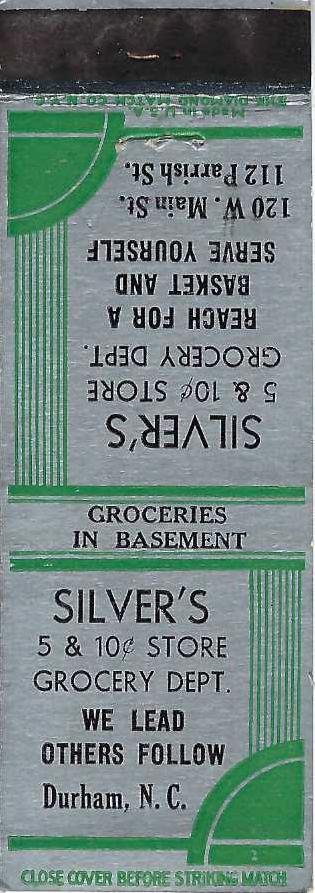 SILVER'S
5 & 10¢ STORE
GROCERY DEPT.
REACH FOR A
BASKET AND
SERVE YOURSELF
120 W. Main St.
112 Parrish St.
Made in U.S.A.
THE DIAMOND MATCH CO. N.Y.C.
GROCERIES
IN BASEMENT
SILVER'S
5 & 10¢ STORE
GROCERY DEPT.
WE LEAD
OTHERS FOLLOW
Durham, N. C.
2
CLOSE COVER BEFORE STRIKING MATCH